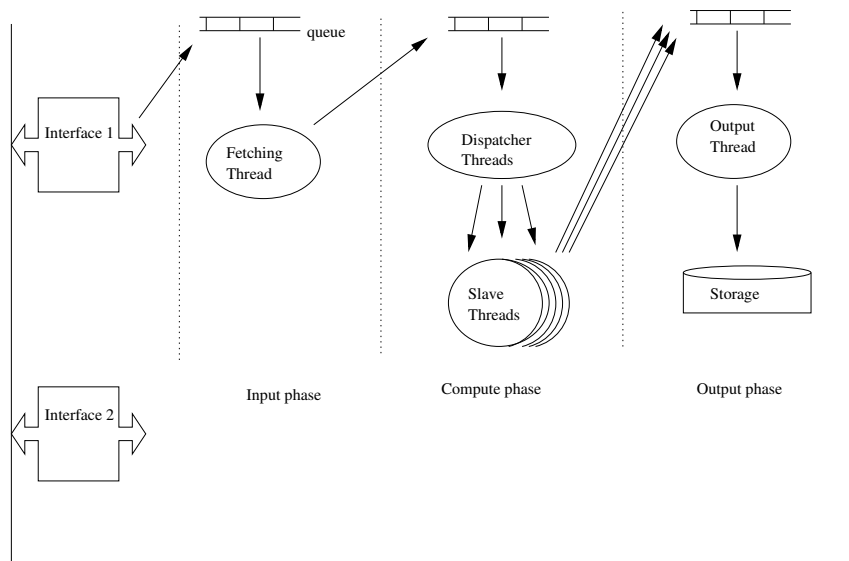 queue
Interface 1
Fetching
Thread
Dispatcher
Threads
Output
Thread
Slave
Threads
Storage
Input phase
Compute phase
Output phase
Interface 2